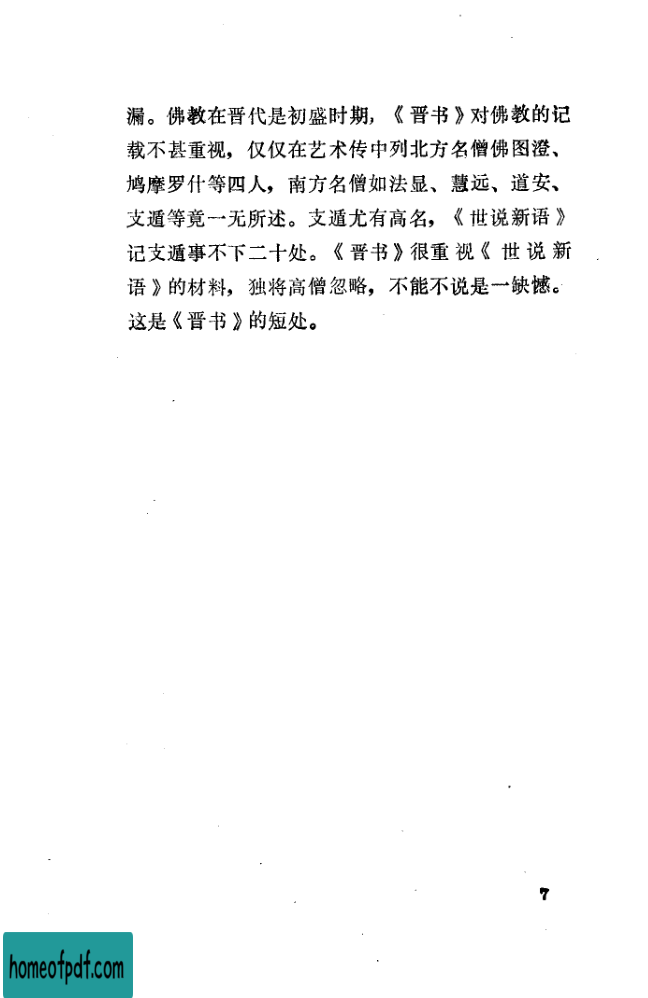 漏。佛教在晋代是初盛时期，《晋书》对佛教的记
载不甚重视，仅仅在艺术传中列北方名僧佛图澄、
鸠摩罗什等四人，南方名僧如法显、慧远、道安、
支遁等竟一无所述。支遁尤有高名，《世说新语》
记支遁事不下二十处。《晋书》很重视《世说新
语》的材料，独将高僧忽略，不能不说是一缺憾。
这是《晋书》的短处。
7
homeofpdf.com